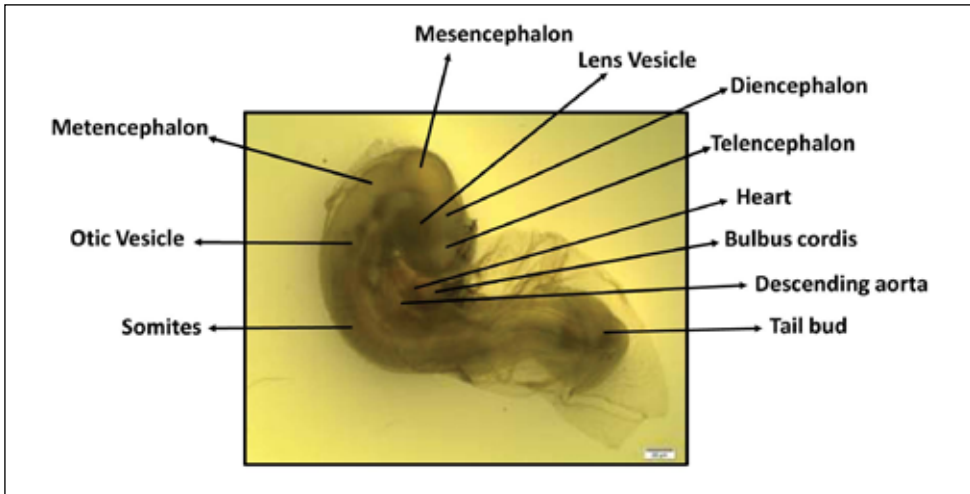 Mesencephalon
Lens Vesicle
Diencephalon
Metencephalon
Telencephalon
Heart
Otic Vesicle
Bulbus cordis
Descending aorta
Somites
Tail bud